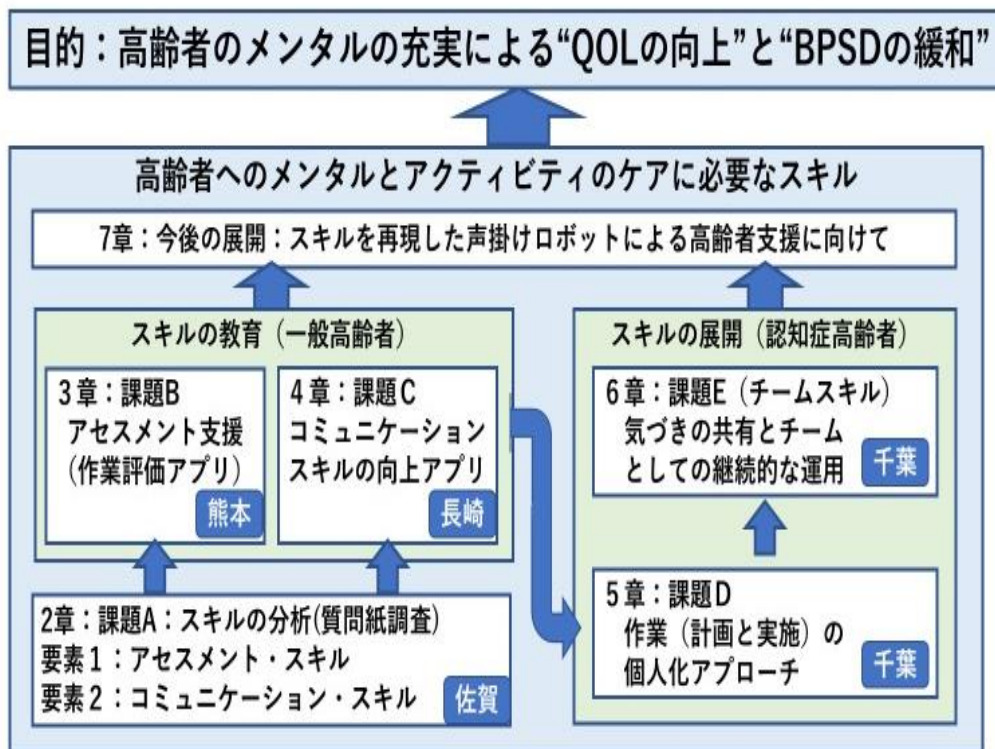 目的：高齢者のメンタルの充実による“QOLの向上”と“BPSDの緩和”
高齢者へのメンタルとアクティビティのケアに必要なスキル
7章：今後の展開：スキルを再現した声掛けロボットによる高齢者支援に向けて
スキルの教育（一般高齢者）
3章：課題B
アセスメント支援
（作業評価アプリ）
熊本
4章：課題C
コミュニケーション
スキルの向上アプリ
長崎
2章：課題A：スキルの分析(質問紙調査)
要素1：アセスメント・スキル
要素2：コミュニケーション・スキル
佐賀
スキルの展開（認知症高齢者）
6章：課題E（チームスキル）
気づきの共有とチーム
としての継続的な運用
千葉
5章：課題D
作業（計画と実施）の
個人化アプローチ
千葉